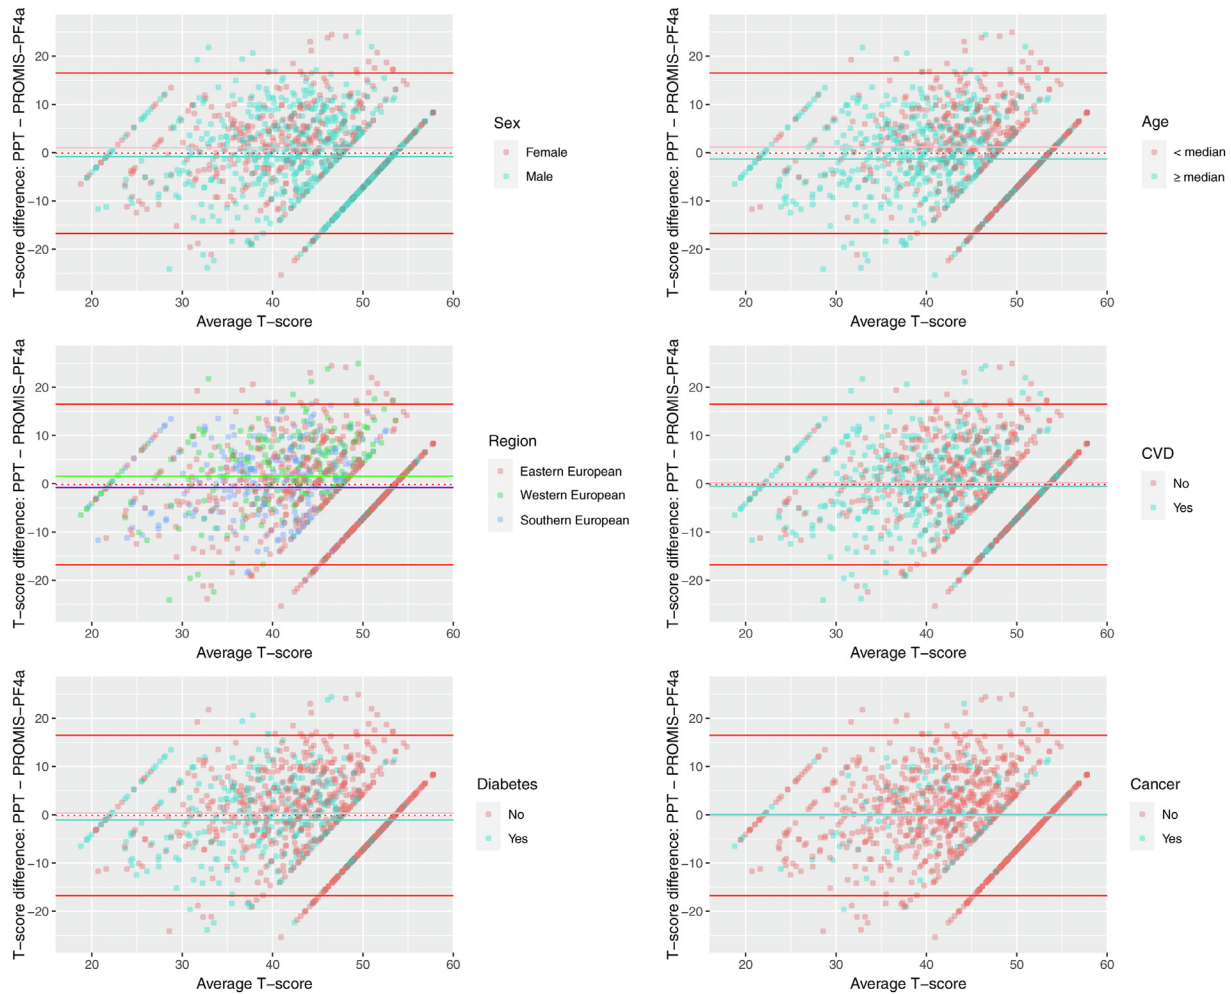 T−score difference: PPT − PROMIS−PF4a
20
10
0
−10
−20
20
30
40
50
60
Average T−score
Sex
Female
Male
T−score difference: PPT − PROMIS−PF4a
20
10
0
−10
−20
20
30
40
50
60
Average T−score
Age
< median
≥ median
T−score difference: PPT − PROMIS−PF4a
20
10
0
−10
−20
20
30
40
50
60
Average T−score
Region
Eastern European
Western European
Southern European
T−score difference: PPT − PROMIS−PF4a
20
10
0
−10
−20
20
30
40
50
60
Average T−score
CVD
No
Yes
T−score difference: PPT − PROMIS−PF4a
20
10
0
−10
−20
20
30
40
50
60
Average T−score
Diabetes
No
Yes
T−score difference: PPT − PROMIS−PF4a
20
10
0
−10
−20
20
30
40
50
60
Average T−score
Cancer
No
Yes